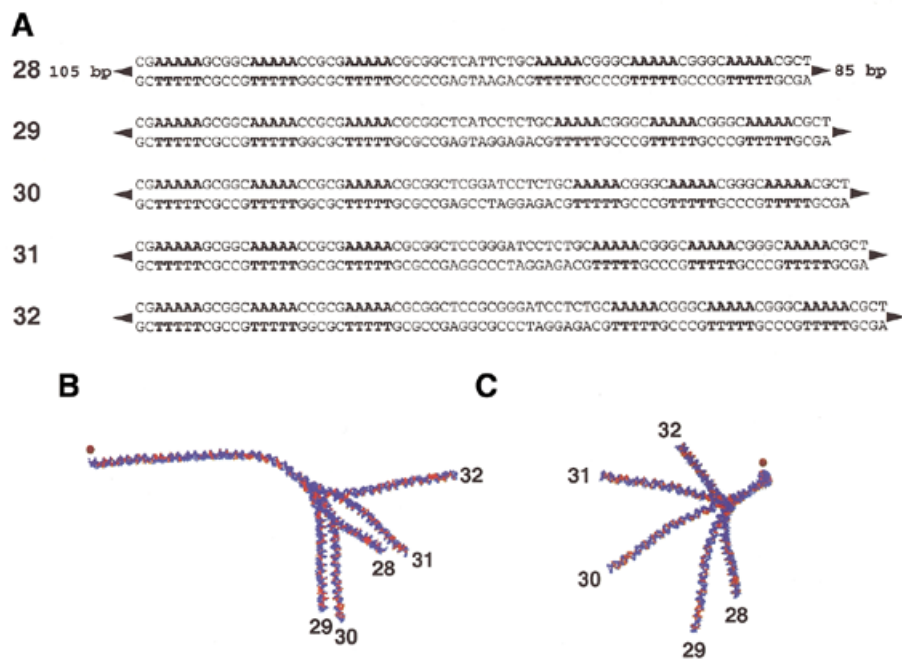 A
CGAAAAAGCGGCAAAAACCGCGAAAAACGCGGCTCATTCTGCAAAAACGGGCAAAAACGGGCAAAAACGCT
28 105 bp 85 bp
GCTTTTTCGCCGTTTTTGGCGCTTTTTGCGCCGAGTAAGACGTTTTTGCCCGTTTTTGCCCGTTTTTGCGA
CGAAAAAGCGGCAAAAACCGCGAAAAACGCGGCTCATCCTCTGCAAAAACGGGCAAAAACGGGCAAAAACGCT
29
GCTTTTTCGCCGTTTTTGGCGCTTTTTGCGCCGAGTAGGAGACGTTTTTGCCCGTTTTTGCCCGTTTTTGCGA
CGAAAAAGCGGCAAAAACCGCGAAAAACGCGGCTCGGATCCTCTGCAAAAACGGGCAAAAACGGGCAAAAACGCT
30
GCTTTTTCGCCGTTTTTGGCGCTTTTTGCGCCGAGCCTAGGAGACGTTTTTGCCCGTTTTTGCCCGTTTTTGCGA
CGAAAAAGCGGCAAAAACCGCGAAAAACGCGGCTCCGGGATCCTCTGCAAAAACGGGCAAAAACGGGCAAAAACGCT
31
GCTTTTTCGCCGTTTTTGGCGCTTTTTGCGCCGAGGCCCTAGGAGACGTTTTTGCCCGTTTTTGCCCGTTTTTGCGA
CGAAAAAGCGGCAAAAACCGCGAAAAACGCGGCTCCGCGGGATCCTCTGCAAAAACGGGCAAAAACGGGCAAAAACGCT
32
GCTTTTTCGCCGTTTTTGGCGCTTTTTGCGCCGAGGCGCCCTAGGAGACGTTTTTGCCCGTTTTTGCCCGTTTTTGCGA
B
32
31
28
29
30
C
32
31
30
28
29